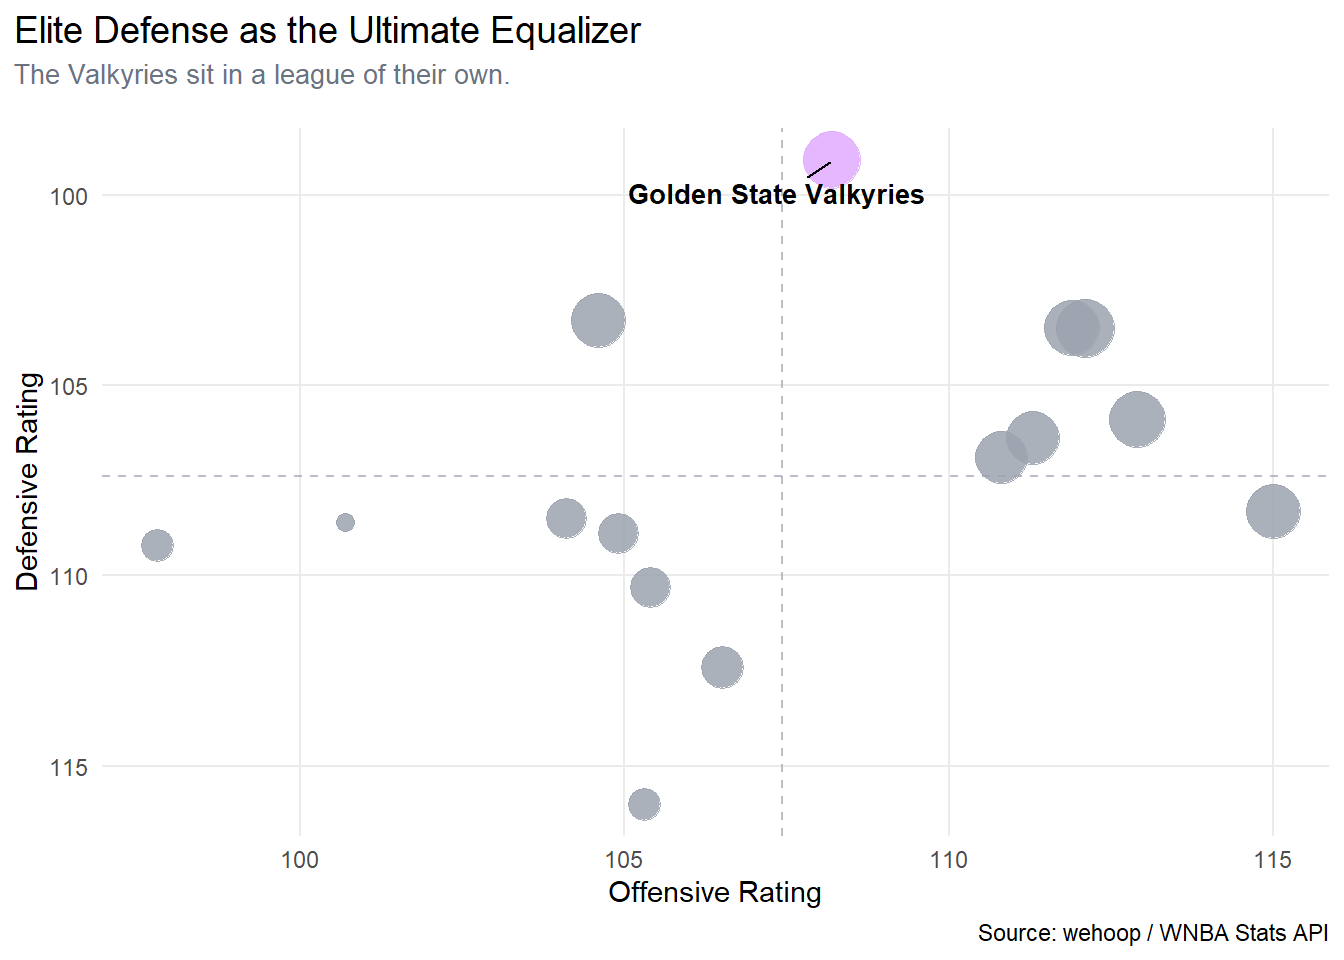 Elite Defense as the Ultimate Equalizer
The Valkyries sit in a league of their own.
Golden State Valkyries
Defensive Rating
100
105
110
115
100
105
110
115
Offensive Rating
Source: wehoop / WNBA Stats API